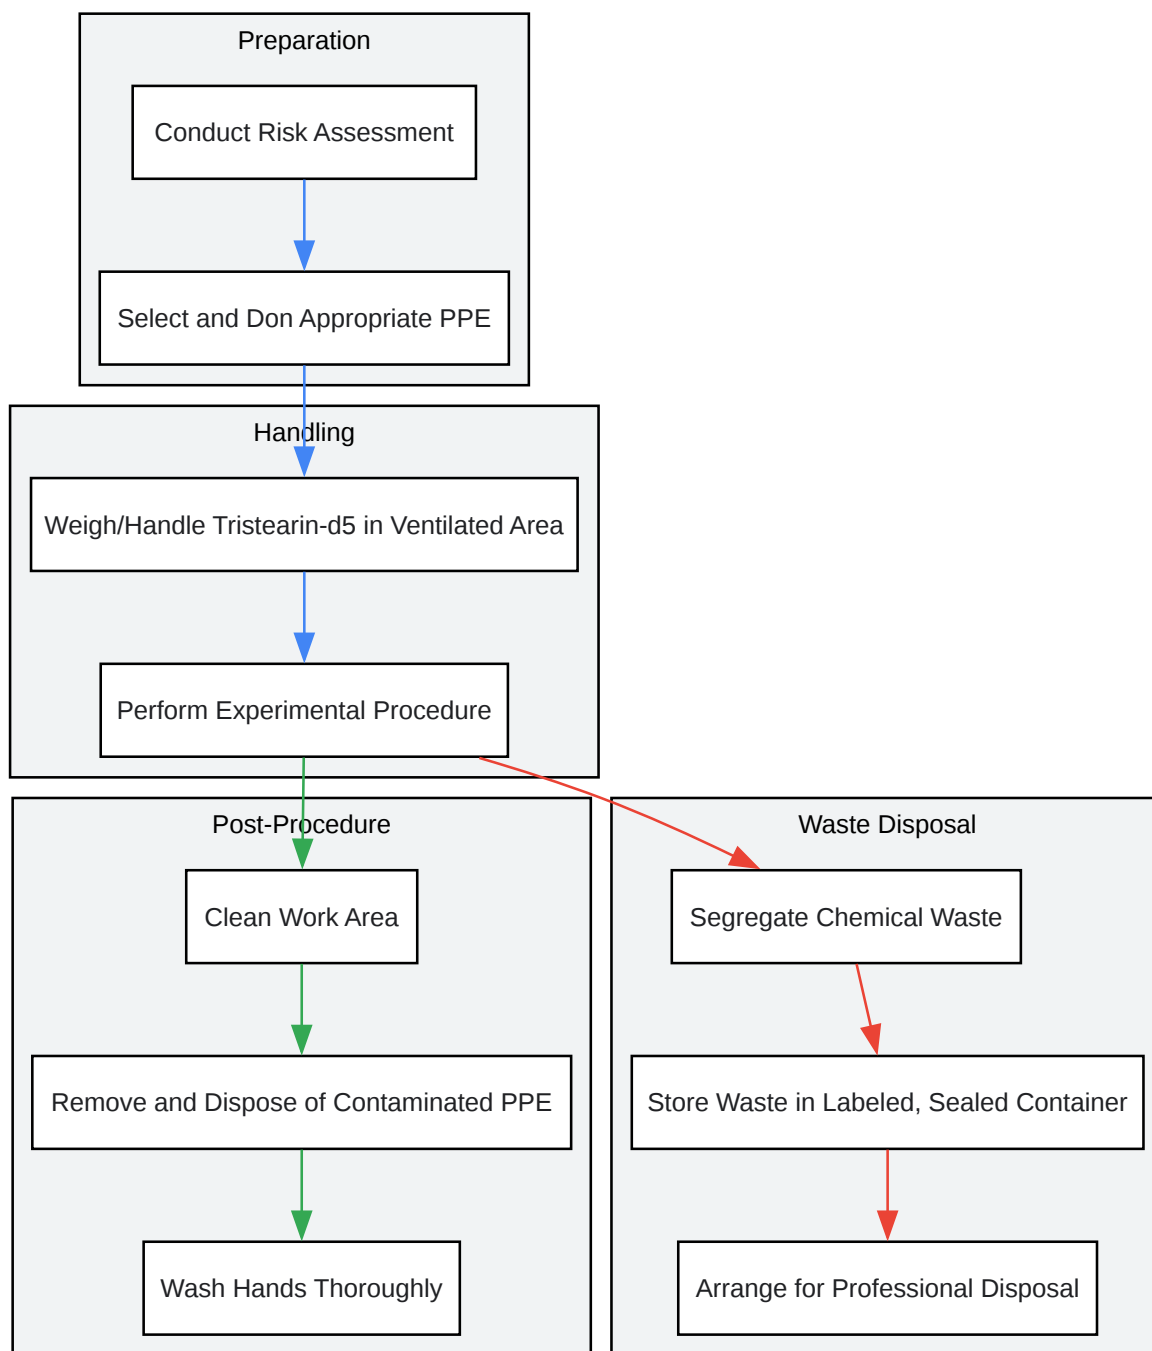 Preparation
Conduct Risk Assessment
Select and Don Appropriate PPE
Handling
Weigh/Handle Tristearin-d5 in Ventilated Area
Perform Experimental Procedure
Post-Procedure
Clean Work Area
Remove and Dispose of Contaminated PPE
Wash Hands Thoroughly
Waste Disposal
Segregate Chemical Waste
Store Waste in Labeled, Sealed Container
Arrange for Professional Disposal